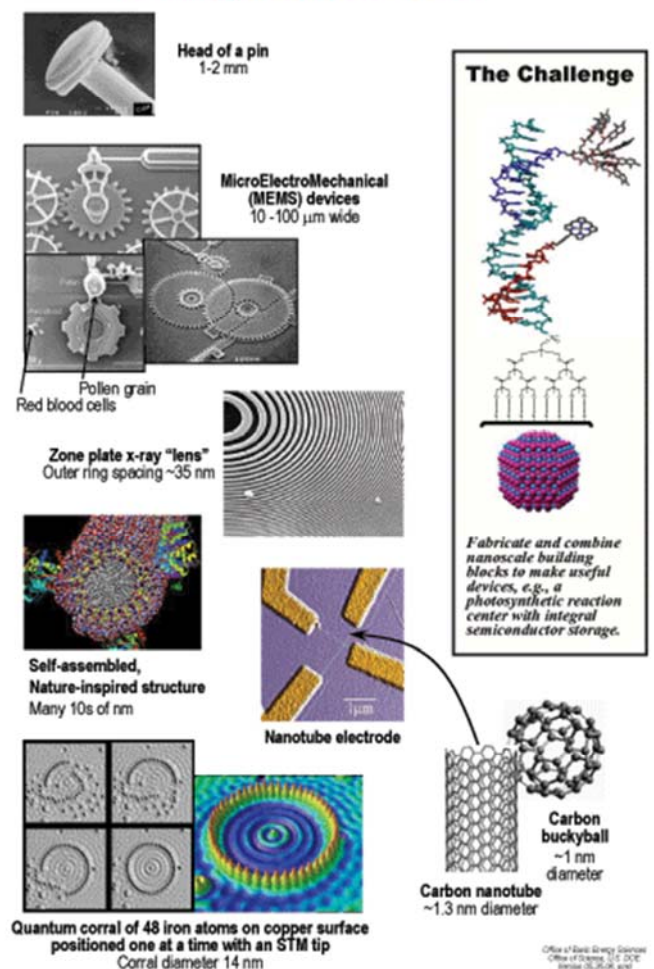 Head of a pin
1-2 mm
The Challenge
MicroElectroMechanical
(MEMS) devices
10 -100 μm wide
Pollen grain
Red blood cells
Zone plate x-ray “lens”
Outer ring spacing ~35 nm
Self-assembled,
Nature-inspired structure
Many 10s of nm
1μm
Nanotube electrode
Fabricate and combine
nanoscale building
blocks to make useful
devices, e.g., a
photosynthetic reaction
center with integral
semiconductor storage.
Carbon
buckyball
~1 nm
diameter
Carbon nanotube
~1.3 nm diameter
Quantum corral of 48 iron atoms on copper surface
positioned one at a time with an STM tip
Corral diameter 14 nm
Office of Basic Energy Sciences
Office of Science, U.S. DOE